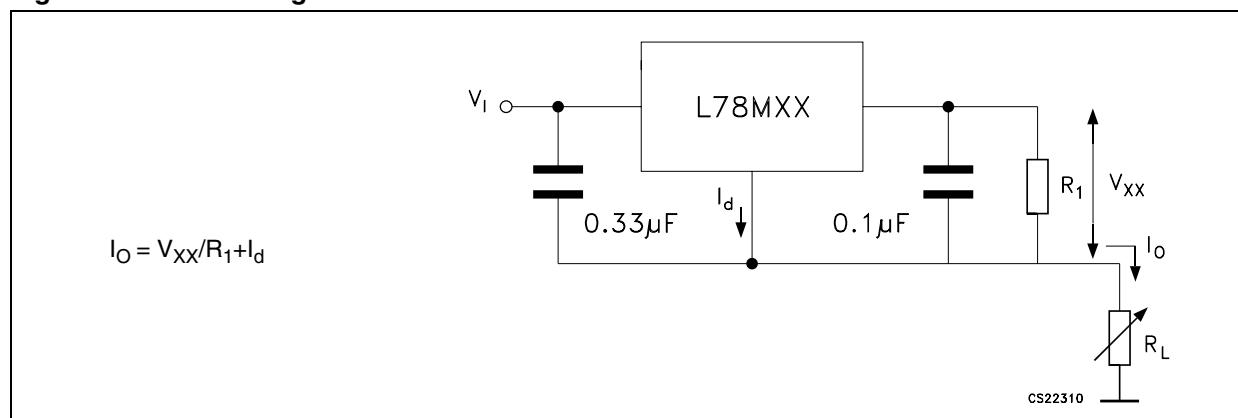 V_I
L78MXX
I_d
0.33µF
0.1µF
R_1
V_XX
I_O = V_XX/R_1+I_d
I_O
R_L
CS22310